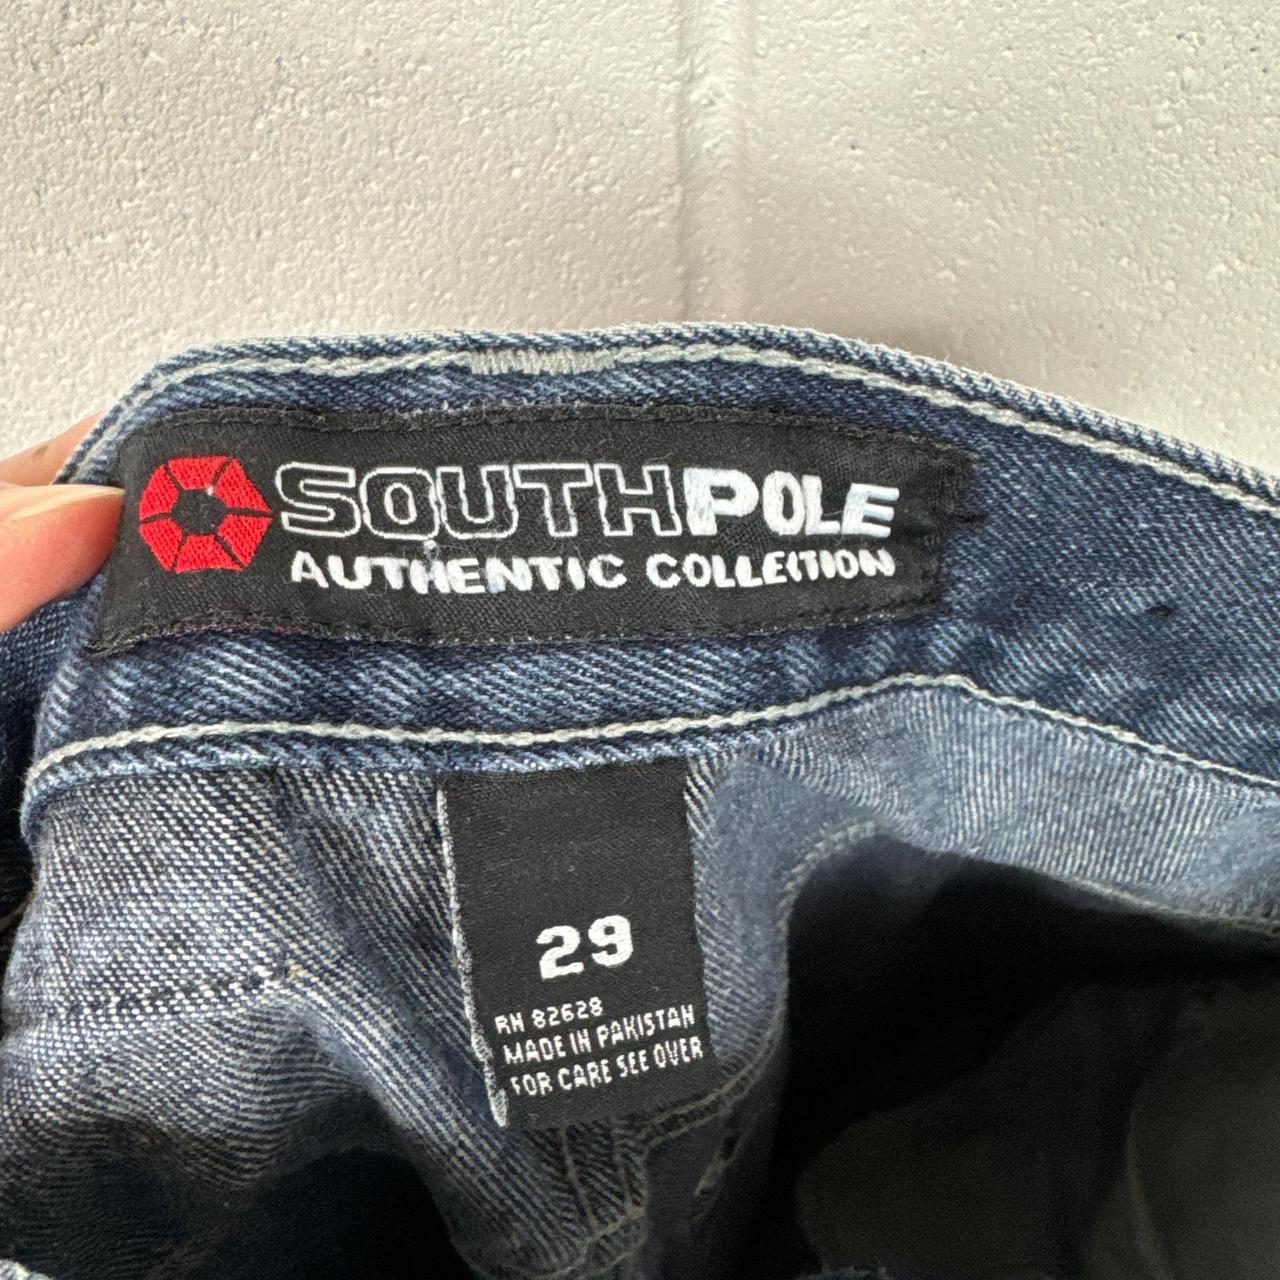 SOUTHPOLE
AUTHENTIC COLLECTION
29
RN 82628
MADE IN PAKISTAN
FOR CARE SEE OVER